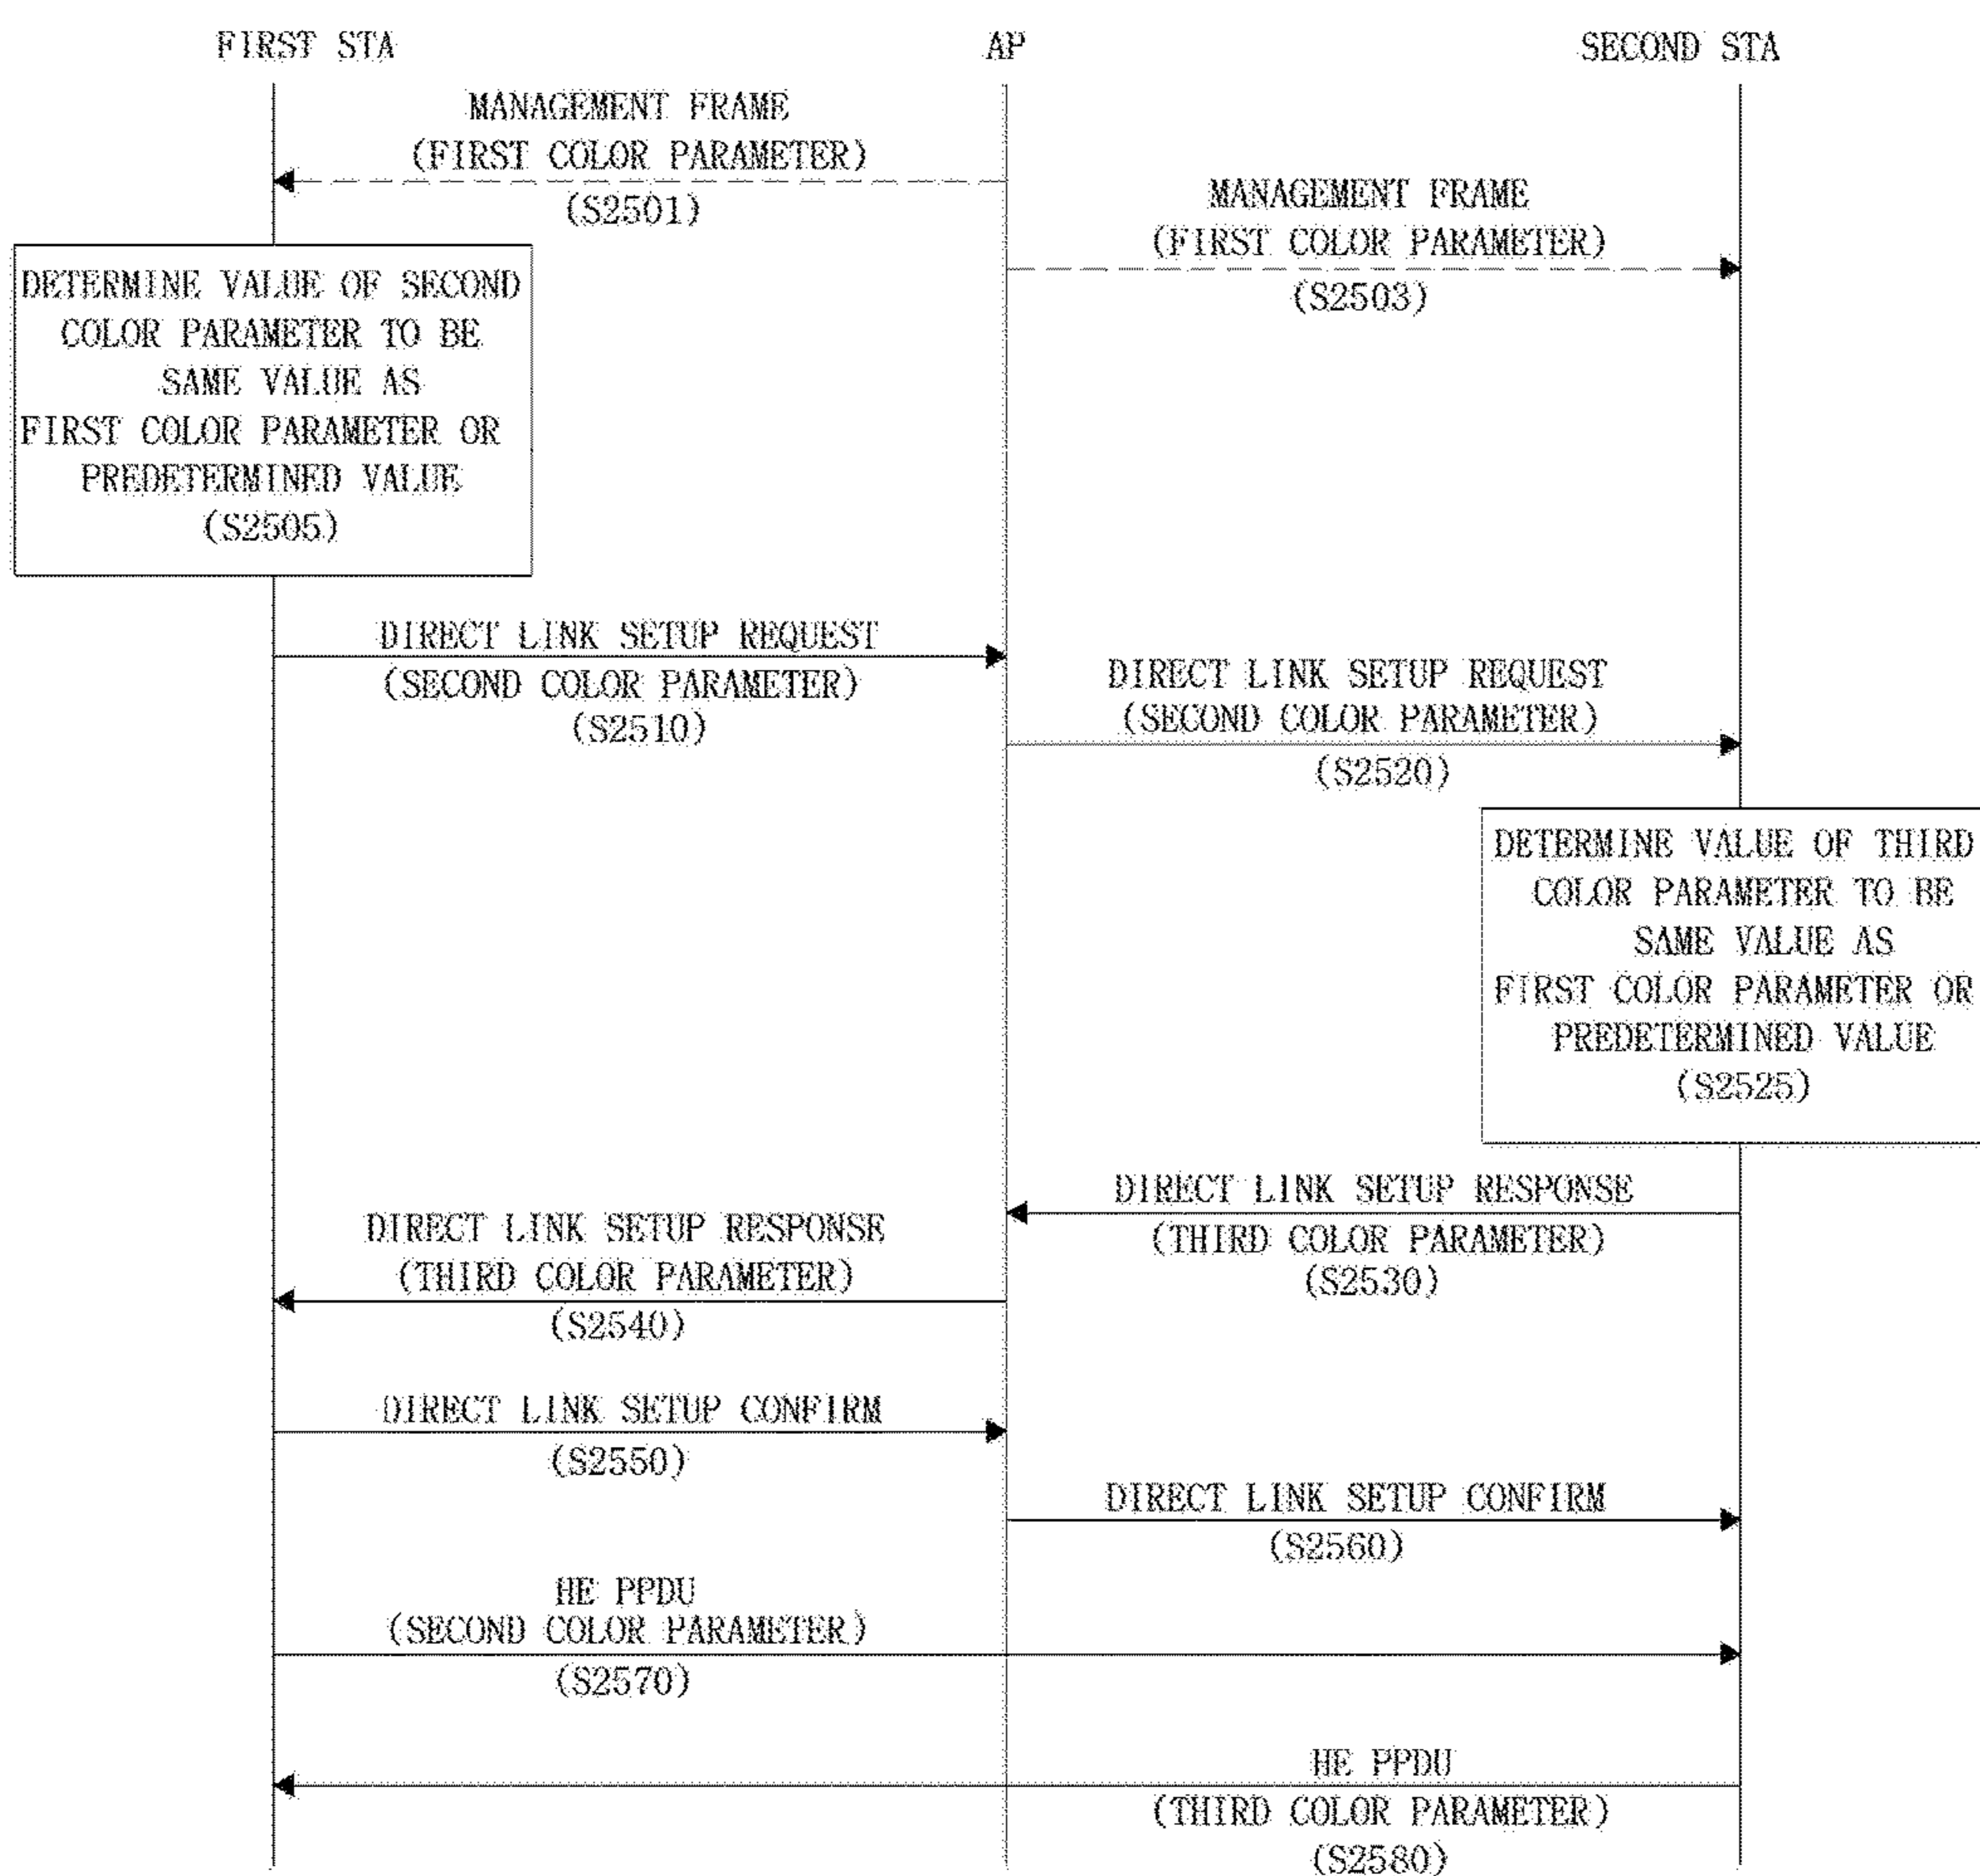 FIRST STA
AP
SECOND STA
MANAGEMENT FRAME
(FIRST COLOR PARAMETER)
(S2501)
MANAGEMENT FRAME
(FIRST COLOR PARAMETER)
(S2503)
DETERMINE VALUE OF SECOND
COLOR PARAMETER TO BE
SAME VALUE AS
FIRST COLOR PARAMETER OR
PREDETERMINED VALUE
(S2505)
DIRECT LINK SETUP REQUEST
(SECOND COLOR PARAMETER)
(S2510)
DIRECT LINK SETUP REQUEST
(SECOND COLOR PARAMETER)
(S2520)
DETERMINE VALUE OF THIRD
COLOR PARAMETER TO BE
SAME VALUE AS
FIRST COLOR PARAMETER OR
PREDETERMINED VALUE
(S2525)
DIRECT LINK SETUP RESPONSE
(THIRD COLOR PARAMETER)
(S2530)
DIRECT LINK SETUP RESPONSE
(THIRD COLOR PARAMETER)
(S2540)
DIRECT LINK SETUP CONFIRM
(S2550)
DIRECT LINK SETUP CONFIRM
(S2560)
HE PPDU
(SECOND COLOR PARAMETER)
(S2570)
HE PPDU
(THIRD COLOR PARAMETER)
(S2580)